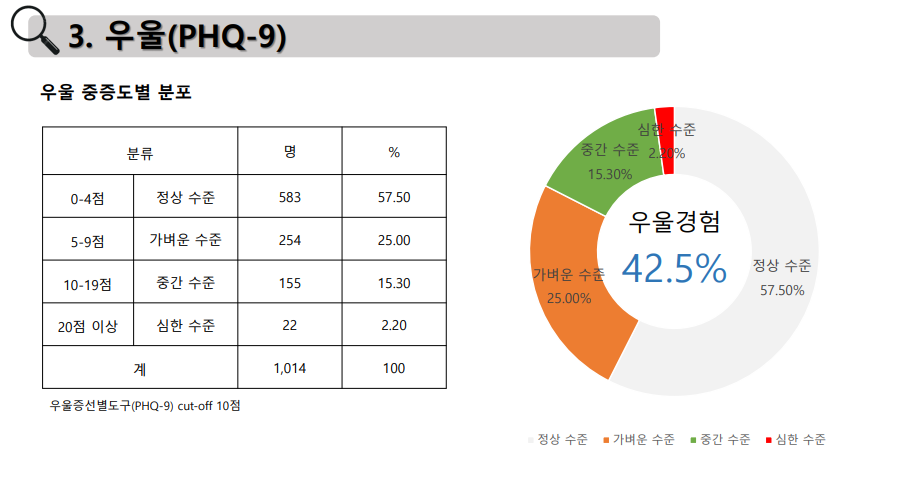 3. 우울(PHQ-9)
우울 중증도별 분포
분류 명 %
0-4점 정상 수준 583 57.50
5-9점 가벼운 수준 254 25.00
10-19점 중간 수준 155 15.30
20점 이상 심한 수준 22 2.20
계 1,014 100
우울증선별도구(PHQ-9) cut-off 10점
심한 수준
2.20%
중간 수준
15.30%
우울경험
42.5%
가벼운 수준
25.00%
정상 수준
57.50%
정상 수준 가벼운 수준 중간 수준 심한 수준